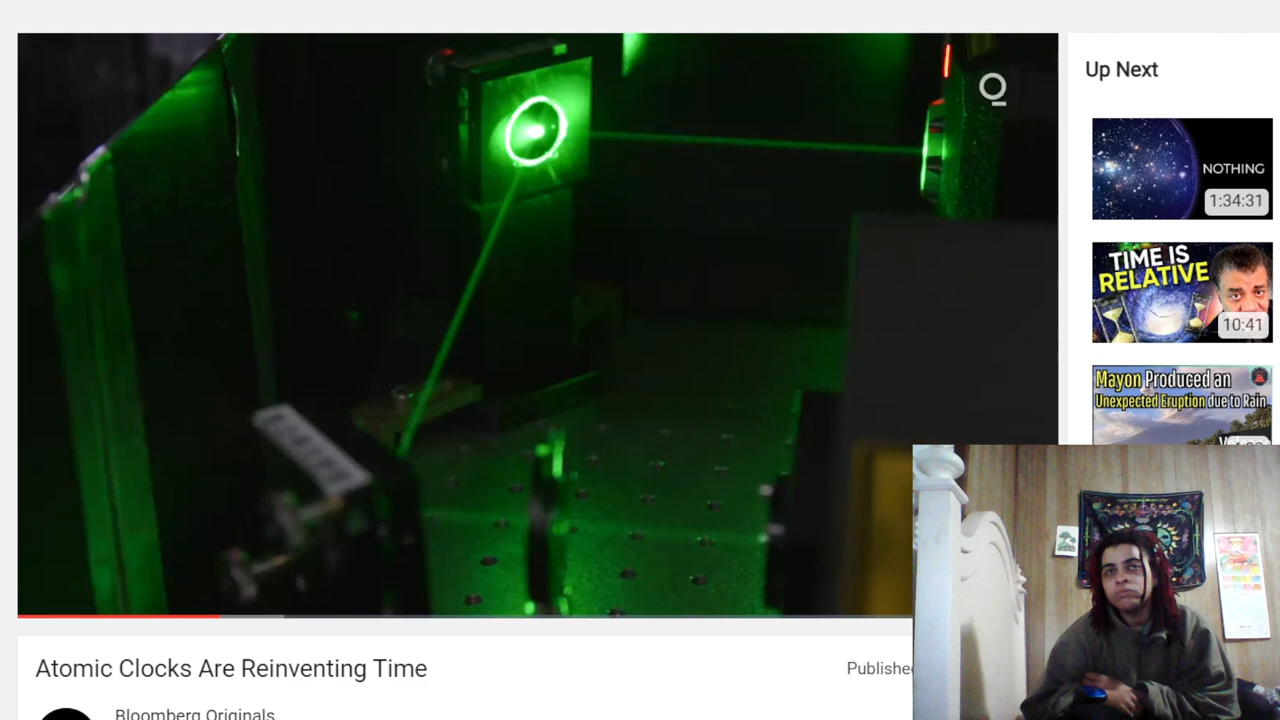 Up Next
NOTHING
1:34:31
TIME IS
RELATIVE
10:41
Mayon Produced an
Unexpected Eruption due to Rain
Atomic Clocks Are Reinventing Time
Bloomberg Originals